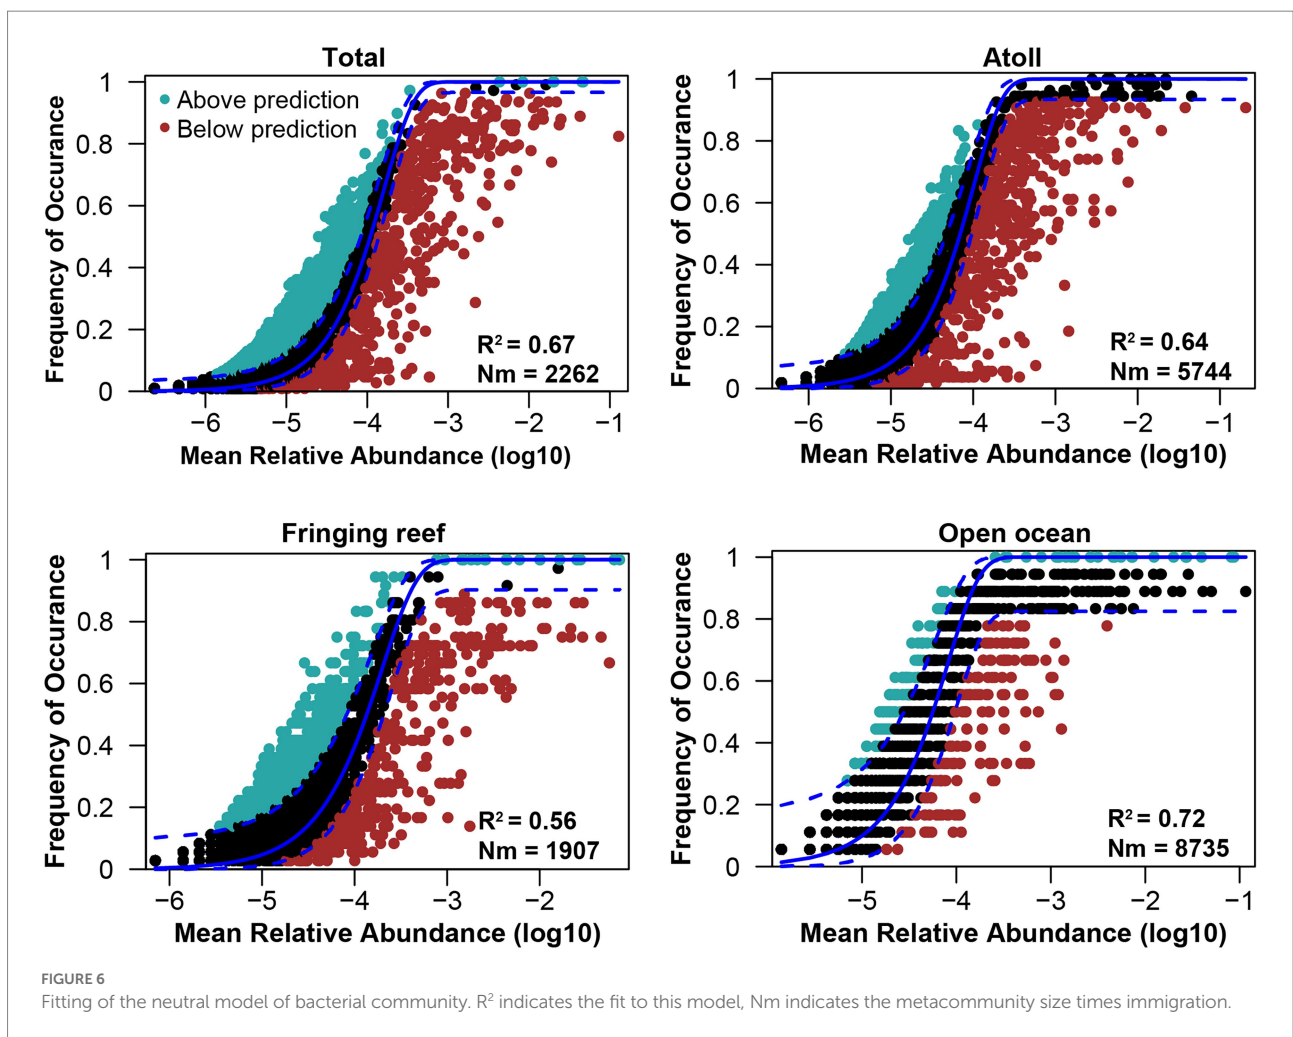 Total
Frequency of Occurance
1
0.8
0.6
0.4
0.2
0
Above prediction
Below prediction
R² = 0.67
Nm = 2262
−6 −5 −4 −3 −2 −1
Mean Relative Abundance (log10)
Atoll
Frequency of Occurance
1
0.8
0.6
0.4
0.2
0
R² = 0.64
Nm = 5744
−6 −5 −4 −3 −2 −1
Mean Relative Abundance (log10)
Fringing reef
Frequency of Occurance
1
0.8
0.6
0.4
0.2
0
R² = 0.56
Nm = 1907
−6 −5 −4 −3 −2
Mean Relative Abundance (log10)
Open ocean
Frequency of Occurance
1
0.8
0.6
0.4
0.2
0
R² = 0.72
Nm = 8735
−5 −4 −3 −2 −1
Mean Relative Abundance (log10)
FIGURE 6
Fitting of the neutral model of bacterial community. R² indicates the fit to this model, Nm indicates the metacommunity size times immigration.